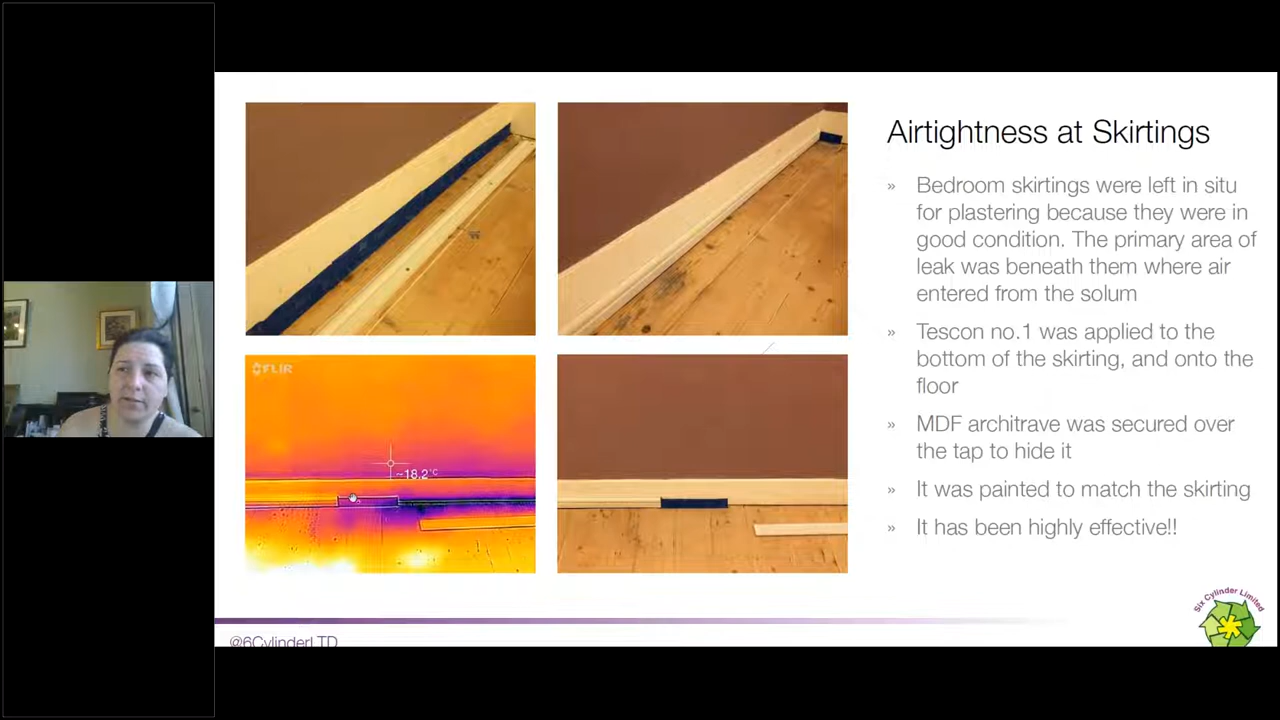 Airtightness at Skirtings
» Bedroom skirtings were left in situ
for plastering because they were in
good condition. The primary area of
leak was beneath them where air
entered from the solum
» Tescon no.1 was applied to the
bottom of the skirting, and onto the
floor
» MDF architrave was secured over
the tap to hide it
» It was painted to match the skirting
» It has been highly effective!!
FLIR
~18.2°C
@6CylinderLTD
Six Cylinder Limited